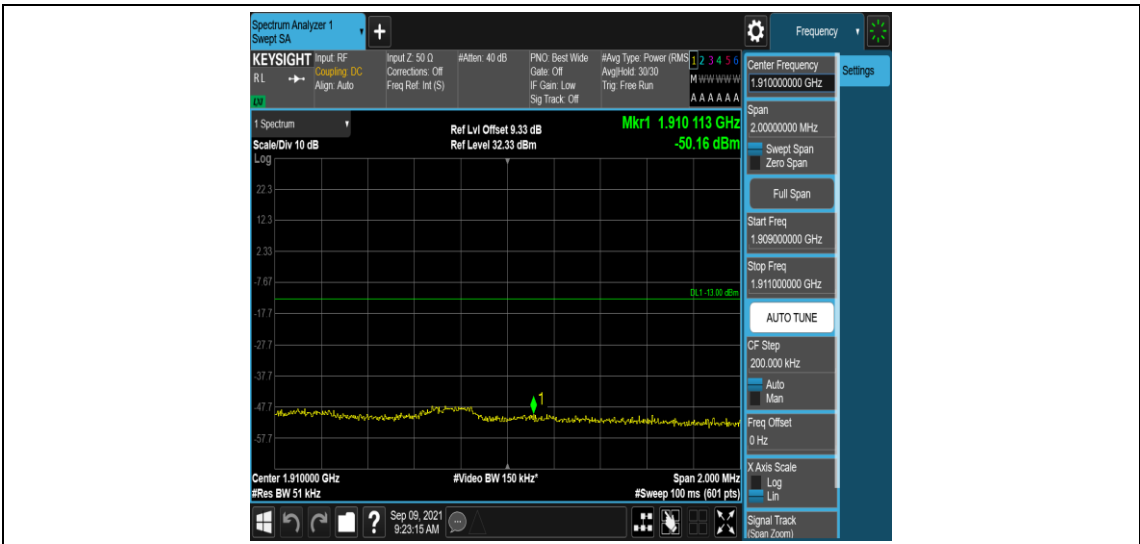 Spectrum Analyzer 1
Swept SA
Frequency
KEYSIGHT
RL
Input: RF
Coupling: DC
Align: Auto
Input Z: 50 Ω
Corrections: Off
Freq Ref: Int (S)
#Atten: 40 dB
PNO: Best Wide
Gate: Off
IF Gain: Low
Sig Track: Off
#Avg Type: Power (RMS
Avg|Hold: 30/30
Trig: Free Run
1 2 3 4 5 6
M W W W W W
A A A A A A
1 Spectrum
Scale/Div 10 dB
Log
Ref Lvl Offset 9.33 dB
Ref Level 32.33 dBm
Mkr1 1.910 113 GHz
-50.16 dBm
22.3
12.3
2.33
-7.67
DL1 -13.00 dBm
-17.7
-27.7
-37.7
-47.7
1
-57.7
Center 1.910000 GHz
#Res BW 51 kHz
#Video BW 150 kHz*
Span 2.000 MHz
#Sweep 100 ms (601 pts)
Center Frequency
1.910000000 GHz
Settings
Span
2.00000000 MHz
Swept Span
Zero Span
Full Span
Start Freq
1.909000000 GHz
Stop Freq
1.911000000 GHz
AUTO TUNE
CF Step
200.000 kHz
Auto
Man
Freq Offset
0 Hz
X Axis Scale
Log
Lin
Signal Track
(Span Zoom)
?
Sep 09, 2021
9:23:15 AM